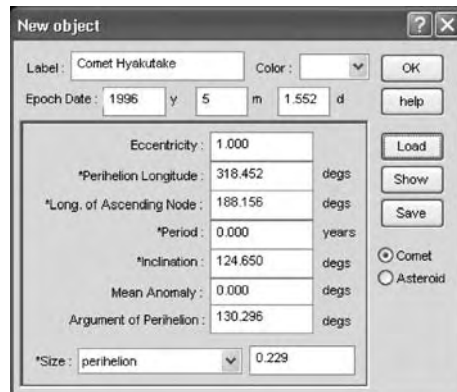 New object
Label : Comet Hyakutake Color : OK
Epoch Date : 1996 y 5 m 1.552 d help
Eccentricity : 1.000 Load
*Perihelion Longitude : 318.452 degs Show
*Long. of Ascending Node : 188.156 degs Save
*Period : 0.000 years
*Inclination : 124.650 degs Comet
Mean Anomaly : 0.000 degs Asteroid
Argument of Perihelion : 130.296 degs
*Size : perihelion 0.229